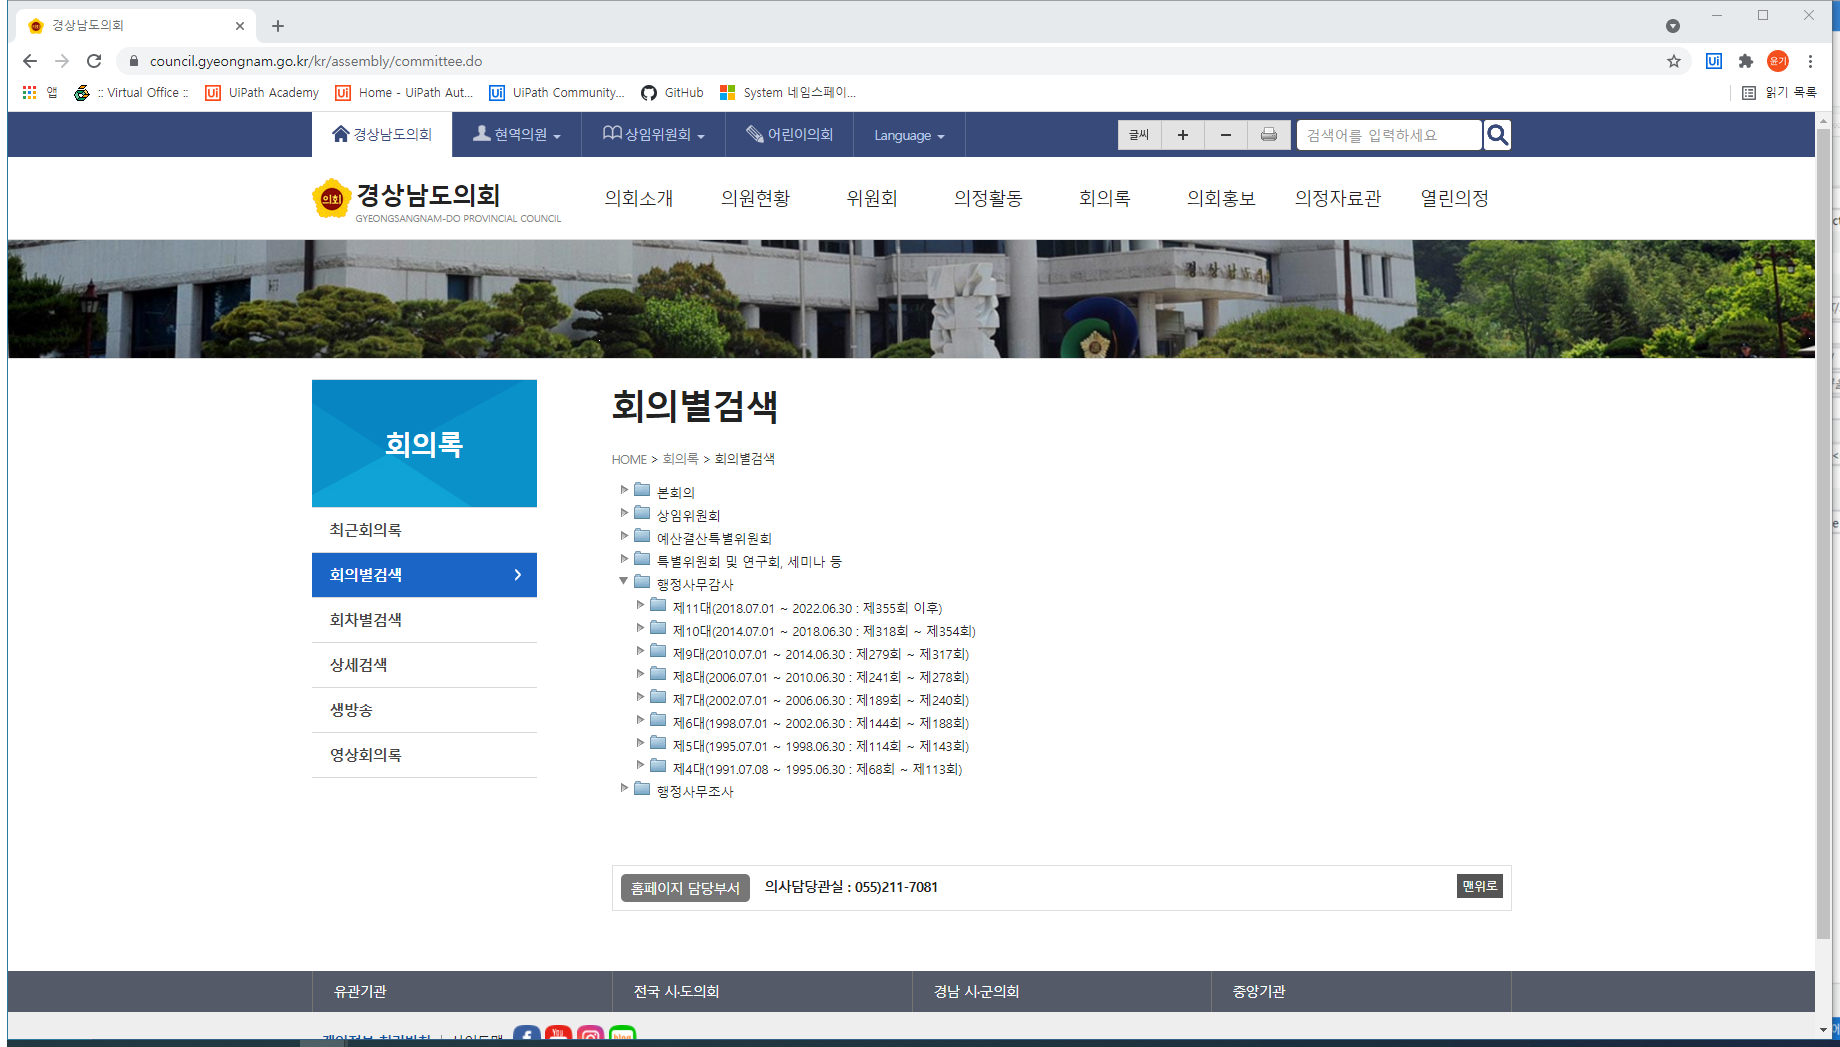 경상남도의회
council.gyeongnam.go.kr/kr/assembly/committee.do
윤기
앱 :: Virtual Office :: UiPath Academy Home - UiPath Aut... UiPath Community... GitHub System 네임스페이... 읽기 목록
경상남도의회 현역의원 상임위원회 어린이의회 Language 글씨 + − 검색어를 입력하세요
의회 경상남도의회
GYEONGSANGNAM-DO PROVINCIAL COUNCIL
의회소개 의원현황 위원회 의정활동 회의록 의회홍보 의정자료관 열린의정
회의록
최근회의록
회의별검색
회차별검색
상세검색
생방송
영상회의록
회의별검색
HOME > 회의록 > 회의별검색
본회의
상임위원회
예산결산특별위원회
특별위원회 및 연구회, 세미나 등
행정사무감사
제11대(2018.07.01 ~ 2022.06.30 : 제355회 이후)
제10대(2014.07.01 ~ 2018.06.30 : 제318회 ~ 제354회)
제9대(2010.07.01 ~ 2014.06.30 : 제279회 ~ 제317회)
제8대(2006.07.01 ~ 2010.06.30 : 제241회 ~ 제278회)
제7대(2002.07.01 ~ 2006.06.30 : 제189회 ~ 제240회)
제6대(1998.07.01 ~ 2002.06.30 : 제144회 ~ 제188회)
제5대(1995.07.01 ~ 1998.06.30 : 제114회 ~ 제143회)
제4대(1991.07.08 ~ 1995.06.30 : 제68회 ~ 제113회)
행정사무조사
홈페이지 담당부서 의사담당관실 : 055)211-7081 맨위로
유관기관 전국 시·도의회 경남 시·군의회 중앙기관